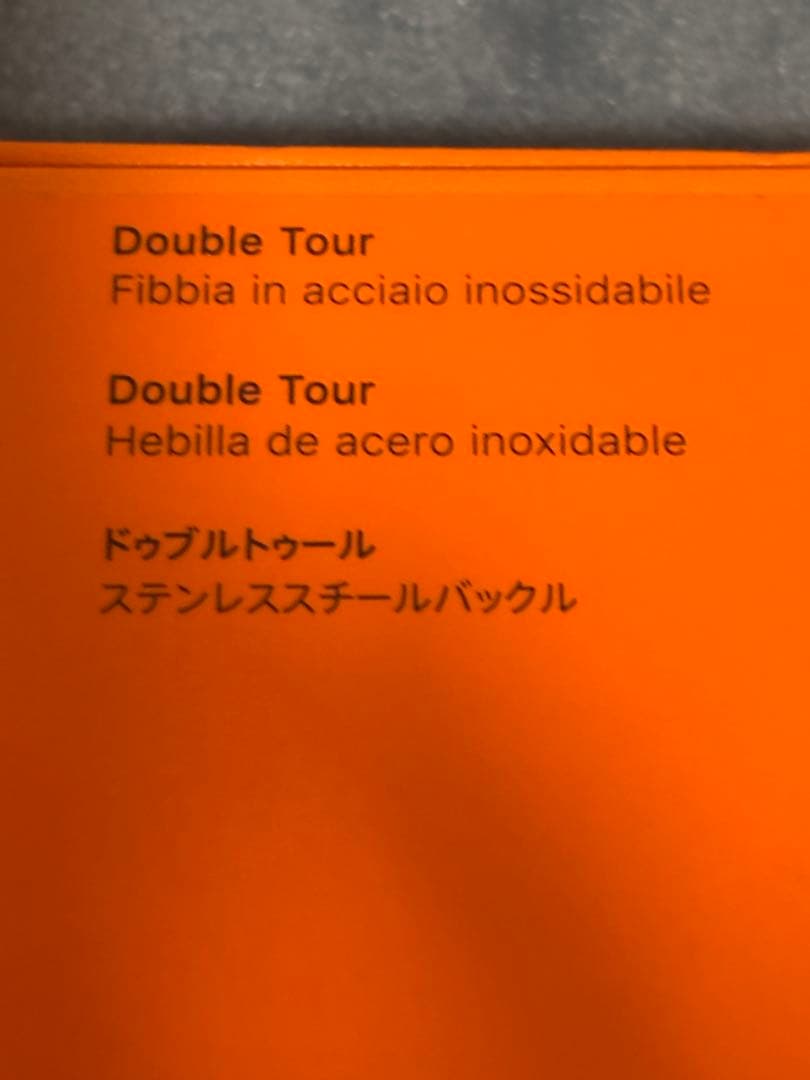 Double Tour
Fibbia in acciaio inossidabile
Double Tour
Hebilla de acero inoxidable
ドゥブルトゥール
ステンレススチールバックル